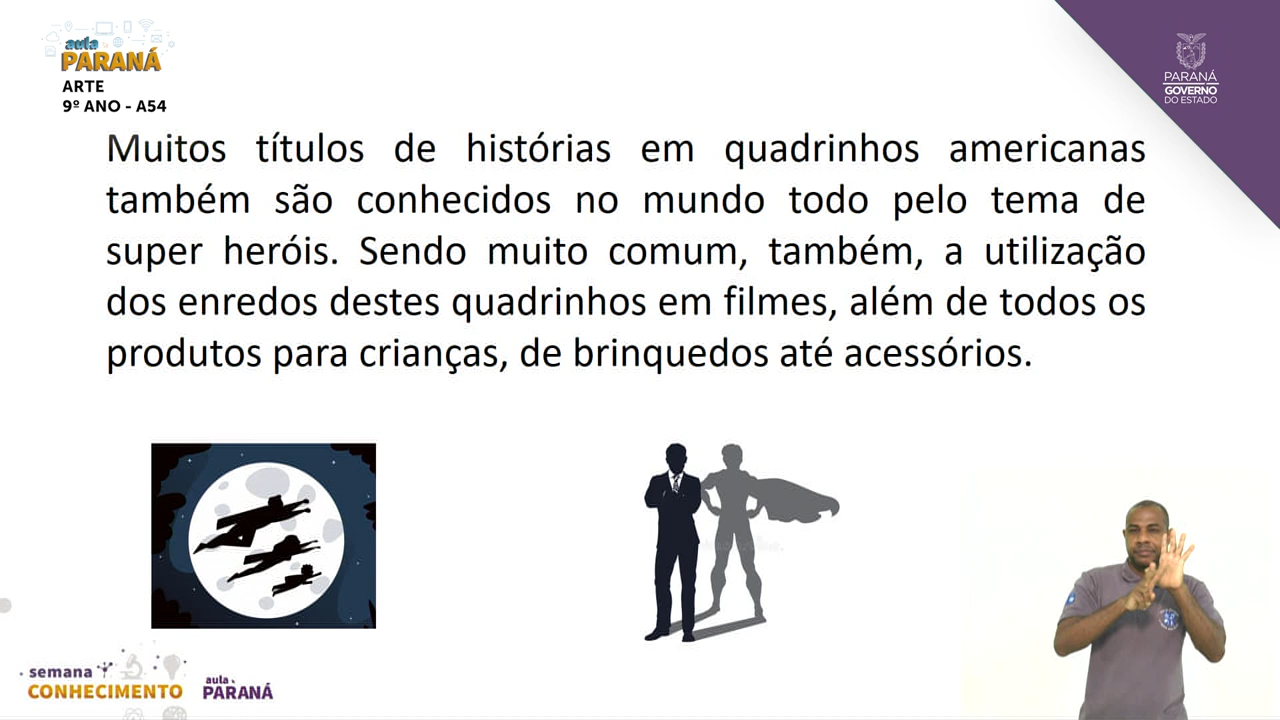 aula
PARANÁ
ARTE
9º ANO - A54
PARANÁ
GOVERNO
DO ESTADO
Muitos títulos de histórias em quadrinhos americanas
também são conhecidos no mundo todo pelo tema de
super heróis. Sendo muito comum, também, a utilização
dos enredos destes quadrinhos em filmes, além de todos os
produtos para crianças, de brinquedos até acessórios.
semana
CONHECIMENTO
aula
PARANÁ